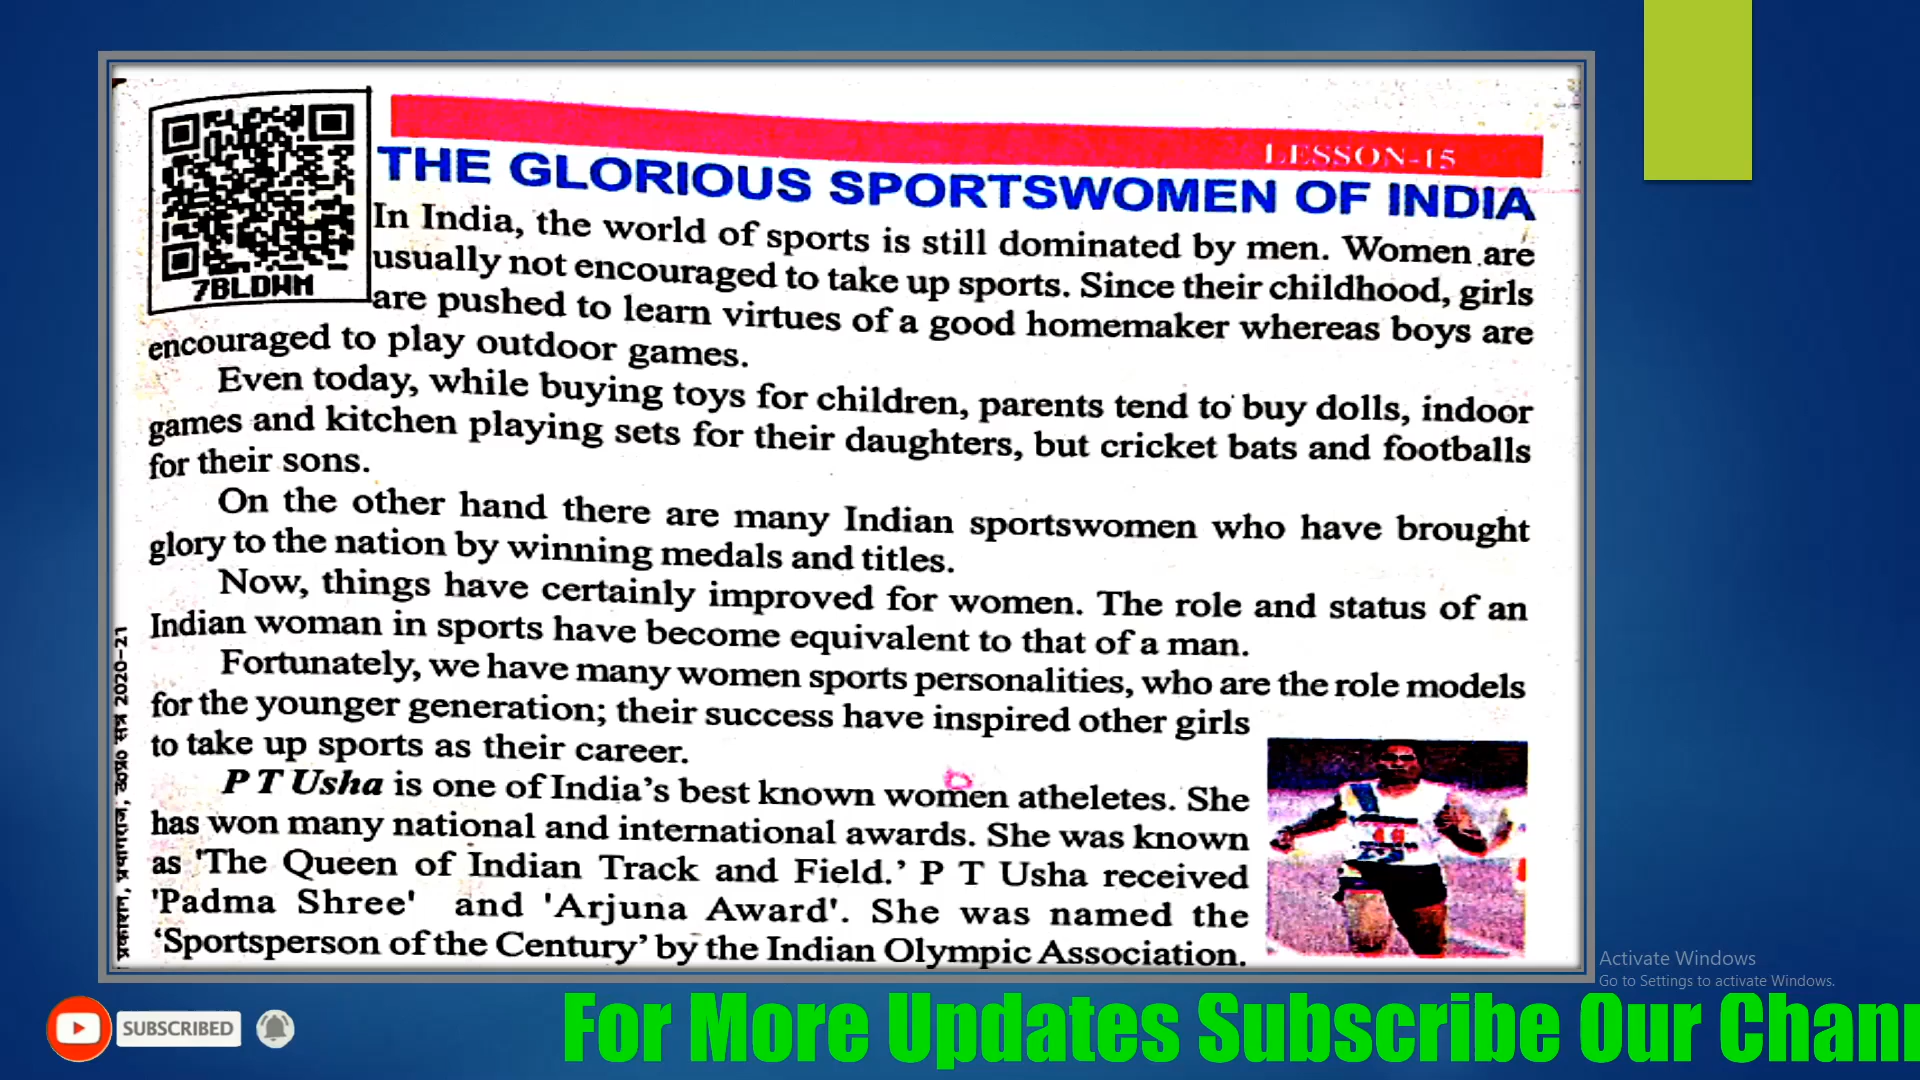 LESSON-15
THE GLORIOUS SPORTSWOMEN OF INDIA
7BLDWM
In India, the world of sports is still dominated by men. Women are
usually not encouraged to take up sports. Since their childhood, girls
are pushed to learn virtues of a good homemaker whereas boys are
encouraged to play outdoor games.
Even today, while buying toys for children, parents tend to buy dolls, indoor
games and kitchen playing sets for their daughters, but cricket bats and footballs
for their sons.
On the other hand there are many Indian sportswomen who have brought
glory to the nation by winning medals and titles.
Now, things have certainly improved for women. The role and status of an
Indian woman in sports have become equivalent to that of a man.
Fortunately, we have many women sports personalities, who are the role models
for the younger generation; their success have inspired other girls
to take up sports as their career.
P T Usha is one of India's best known women atheletes. She
has won many national and international awards. She was known
as 'The Queen of Indian Track and Field.' P T Usha received
'Padma Shree' and 'Arjuna Award'. She was named the
'Sportsperson of the Century' by the Indian Olympic Association.
प्रकाशन, प्रयागराज, उ०प्र० सत्र 2020-21
Activate Windows
Go to Settings to activate Windows.
SUBSCRIBED
For More Updates Subscribe Our Chann